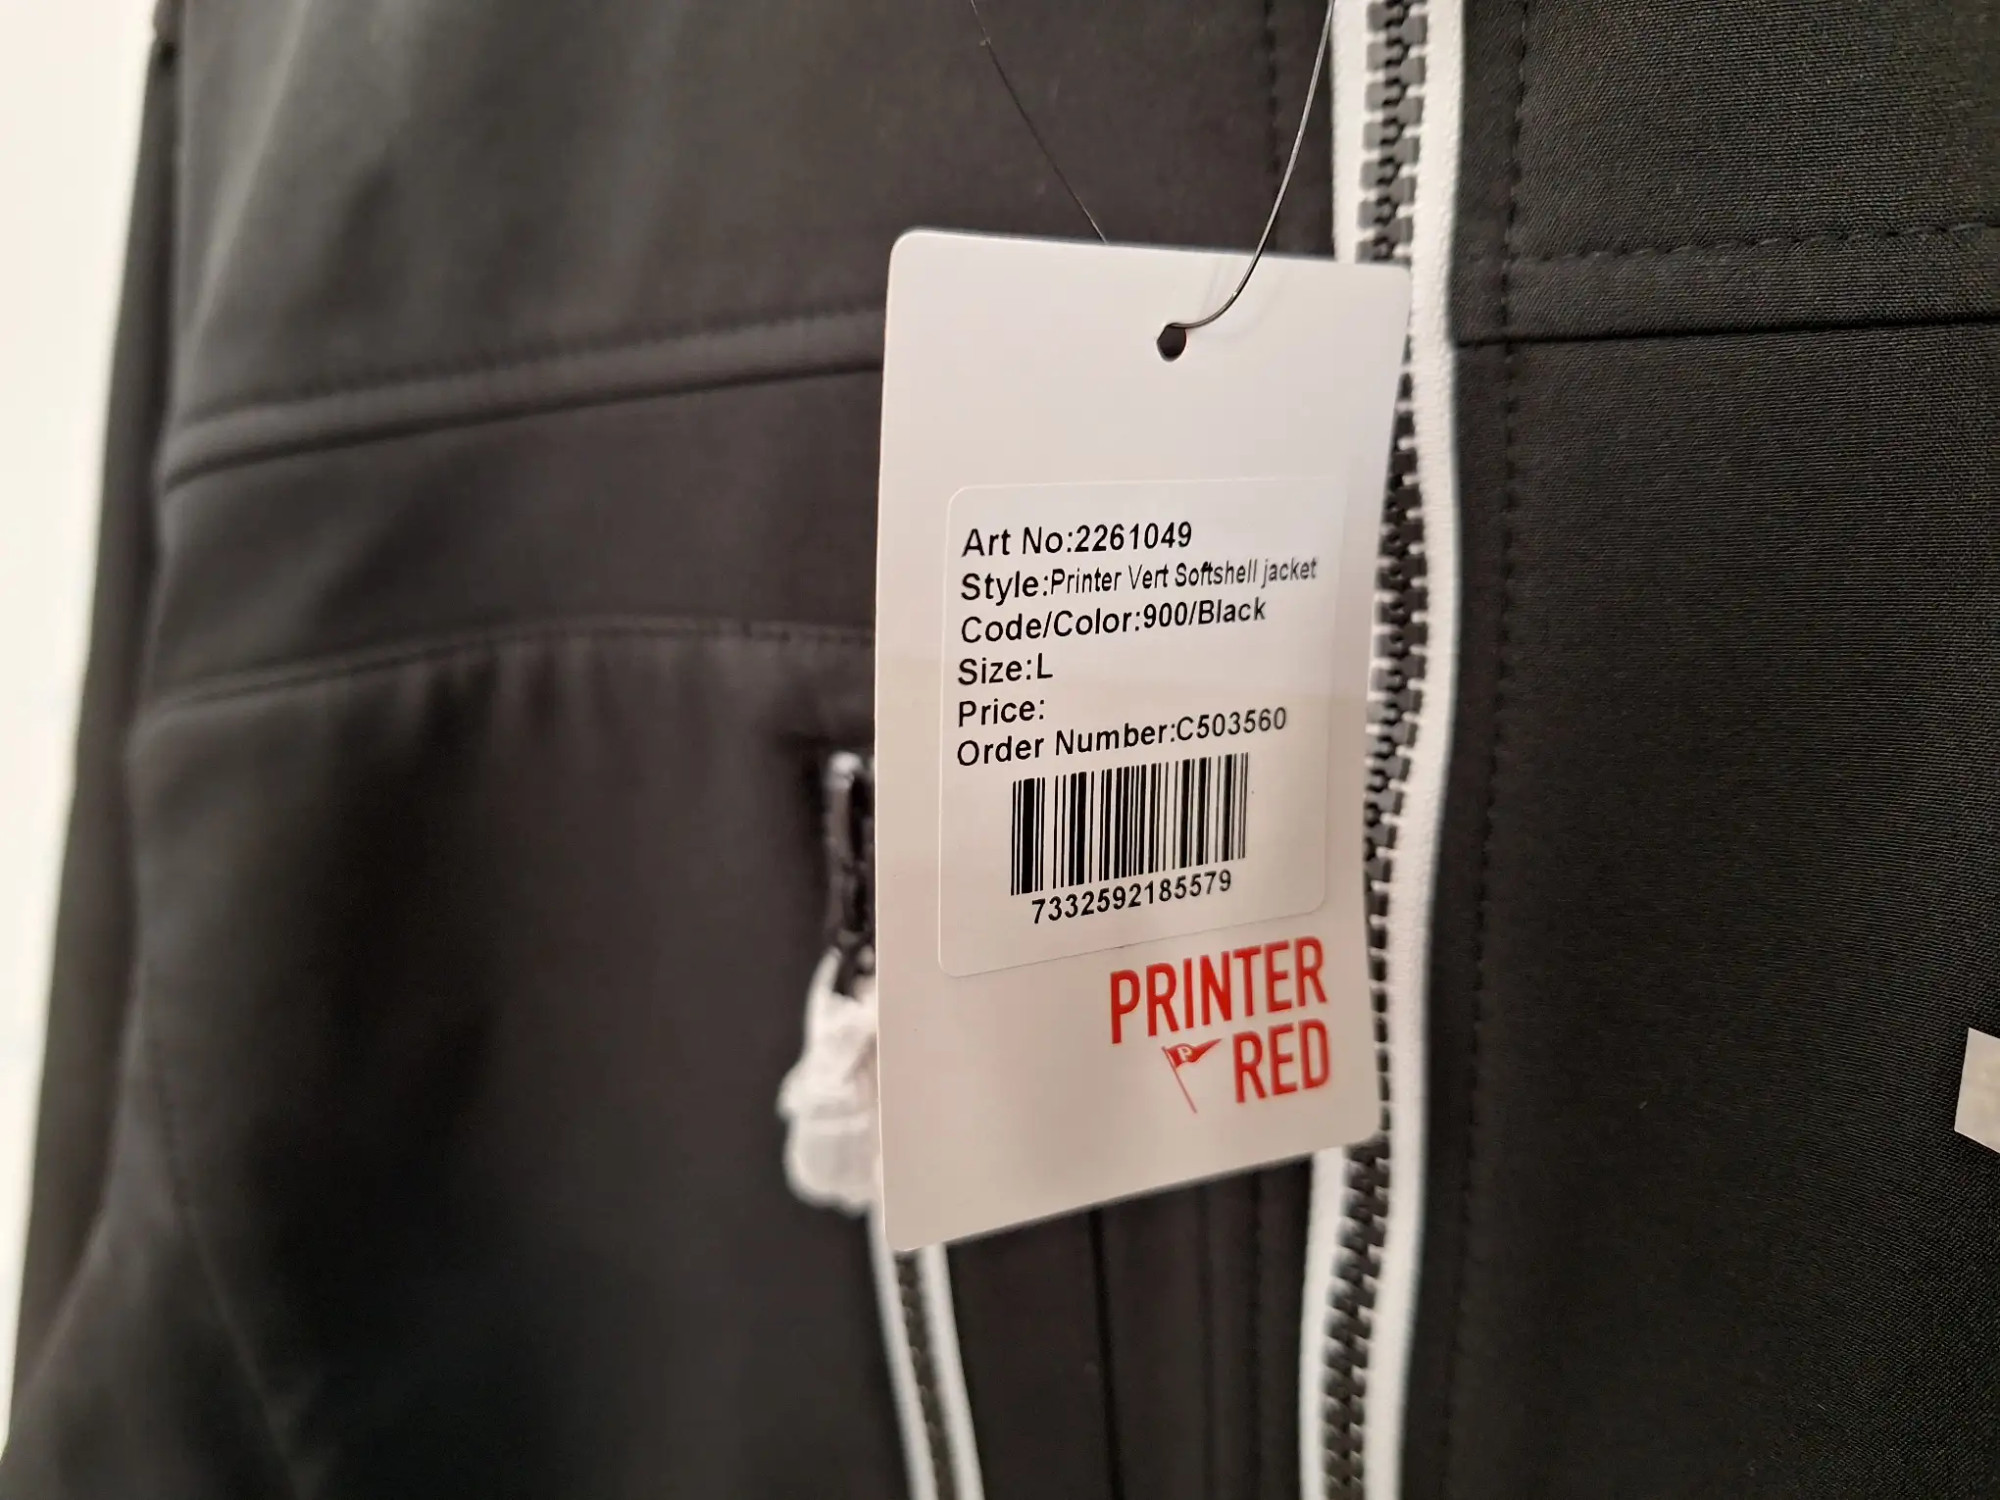 Art No:2261049
Style:Printer Vert Softshell jacket
Code/Color:900/Black
Size:L
Price:
Order Number:C503560
7332592185579
PRINTER
P RED